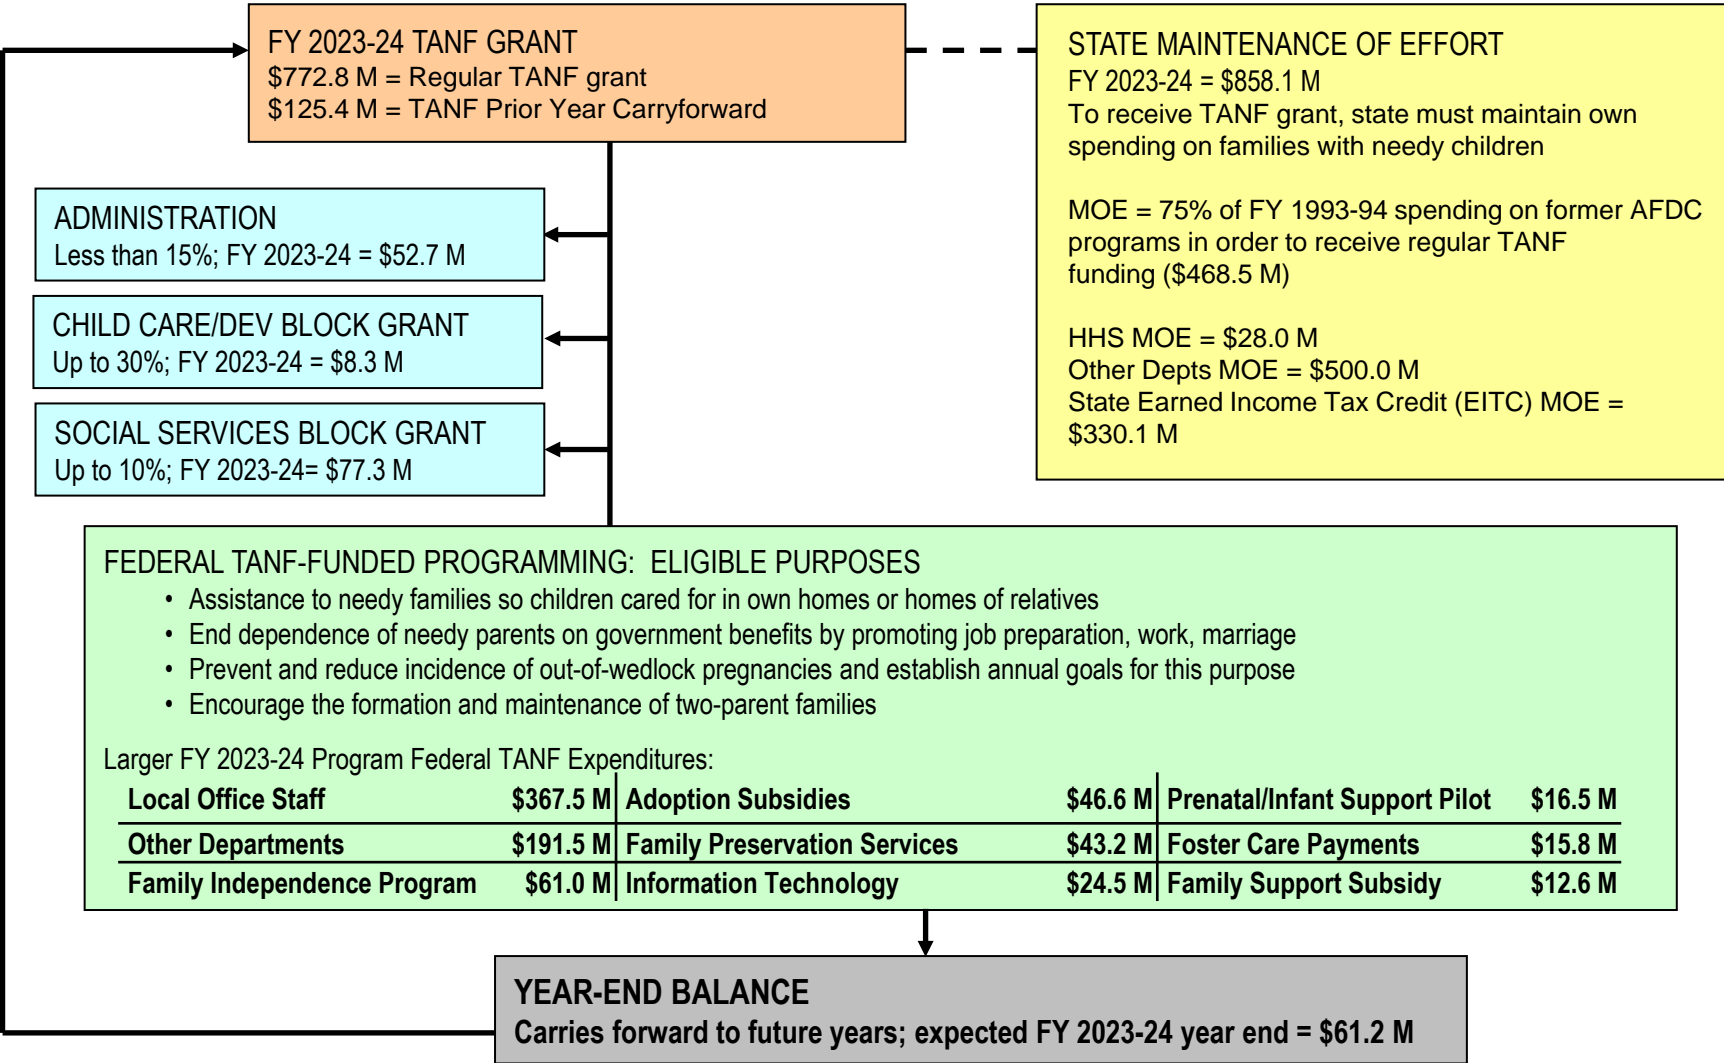 FY 2023-24 TANF GRANT
$772.8 M = Regular TANF grant
$125.4 M = TANF Prior Year Carryforward
STATE MAINTENANCE OF EFFORT
FY 2023-24 = $858.1 M
To receive TANF grant, state must maintain own
spending on families with needy children
MOE = 75% of FY 1993-94 spending on former AFDC
programs in order to receive regular TANF
funding ($468.5 M)
HHS MOE = $28.0 M
Other Depts MOE = $500.0 M
State Earned Income Tax Credit (EITC) MOE =
$330.1 M
ADMINISTRATION
Less than 15%; FY 2023-24 = $52.7 M
CHILD CARE/DEV BLOCK GRANT
Up to 30%; FY 2023-24 = $8.3 M
SOCIAL SERVICES BLOCK GRANT
Up to 10%; FY 2023-24= $77.3 M
FEDERAL TANF-FUNDED PROGRAMMING: ELIGIBLE PURPOSES
• Assistance to needy families so children cared for in own homes or homes of relatives
• End dependence of needy parents on government benefits by promoting job preparation, work, marriage
• Prevent and reduce incidence of out-of-wedlock pregnancies and establish annual goals for this purpose
• Encourage the formation and maintenance of two-parent families
Larger FY 2023-24 Program Federal TANF Expenditures:
Local Office Staff $367.5 M Adoption Subsidies $46.6 M Prenatal/Infant Support Pilot $16.5 M
Other Departments $191.5 M Family Preservation Services $43.2 M Foster Care Payments $15.8 M
Family Independence Program $61.0 M Information Technology $24.5 M Family Support Subsidy $12.6 M
YEAR-END BALANCE
Carries forward to future years; expected FY 2023-24 year end = $61.2 M